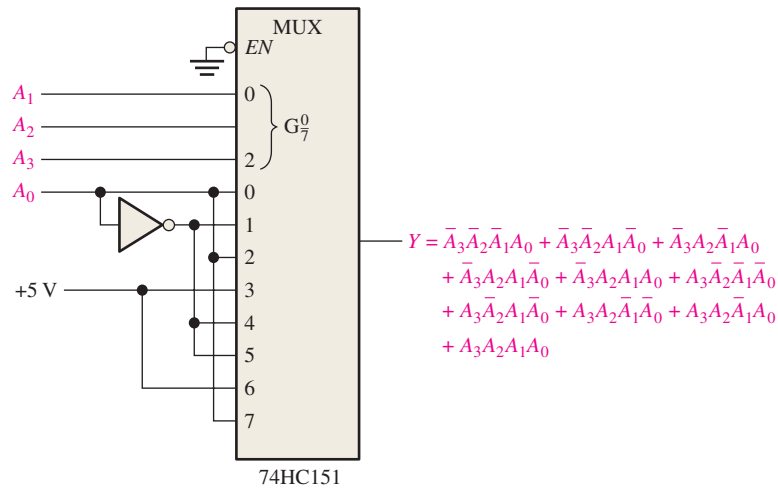 MUX
EN
A₁ 0
A₂ G 0/7
A₃ 2
A₀ 0
1
2
+5 V 3
4
5
6
7
Y = A̅₃A̅₂A̅₁A₀ + A̅₃A̅₂A₁A̅₀ + A̅₃A₂A̅₁A₀
+ A̅₃A₂A₁A̅₀ + A̅₃A₂A₁A₀ + A₃A̅₂A̅₁A̅₀
+ A₃A̅₂A₁A̅₀ + A₃A₂A̅₁A̅₀ + A₃A₂A̅₁A₀
+ A₃A₂A₁A₀
74HC151